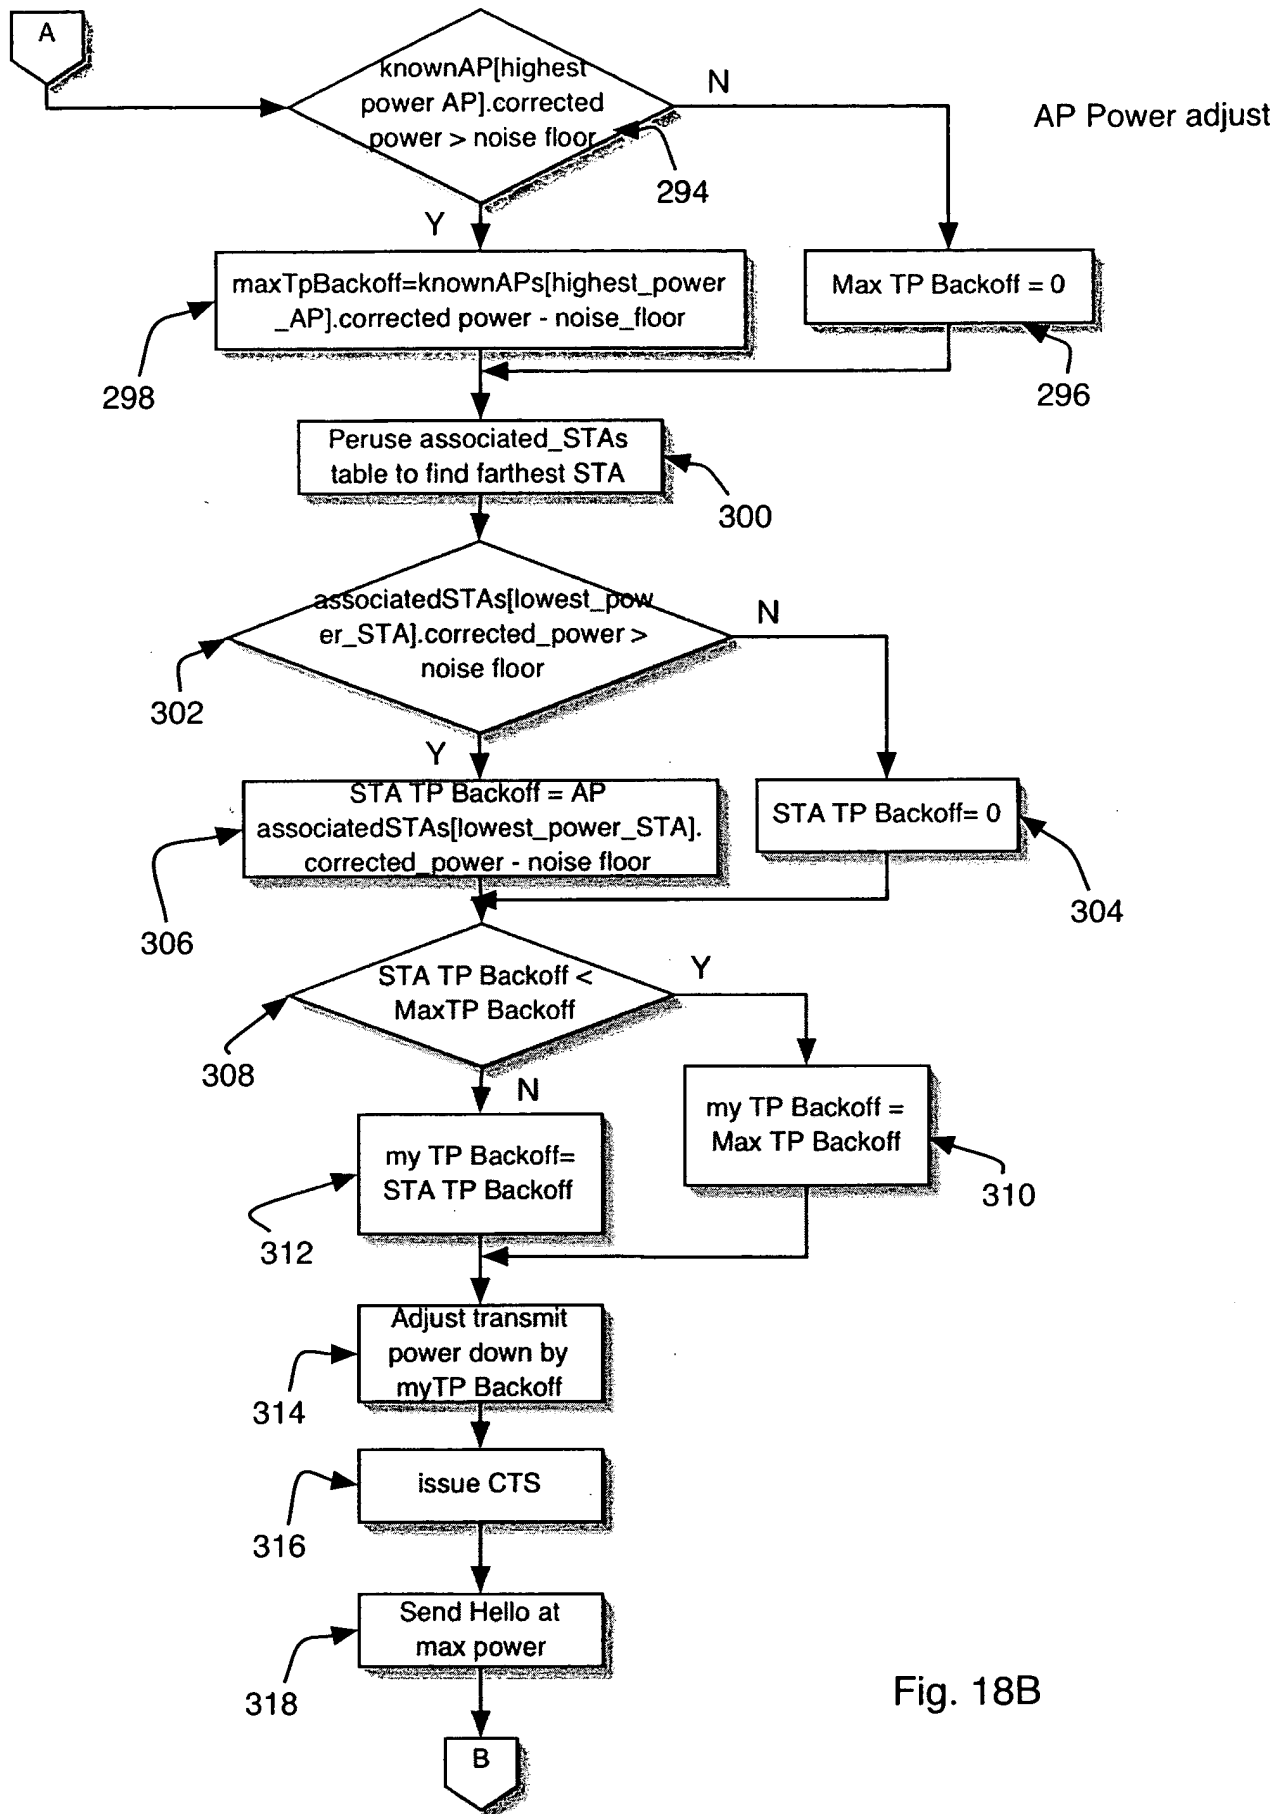 A
knownAP[highest
power AP].corrected
power > noise floor
N
AP Power adjust
294
Y
maxTpBackoff=knownAPs[highest_power
_AP].corrected power - noise_floor
Max TP Backoff = 0
298
296
Peruse associated_STAs
table to find farthest STA
300
associatedSTAs[lowest_pow
er_STA].corrected_power >
noise floor
N
302
Y
STA TP Backoff = AP
associatedSTAs[lowest_power_STA].
corrected_power - noise floor
STA TP Backoff= 0
306
304
STA TP Backoff <
MaxTP Backoff
Y
308
N
my TP Backoff =
Max TP Backoff
my TP Backoff=
STA TP Backoff
310
312
Adjust transmit
power down by
myTP Backoff
314
issue CTS
316
Send Hello at
max power
318
Fig. 18B
B